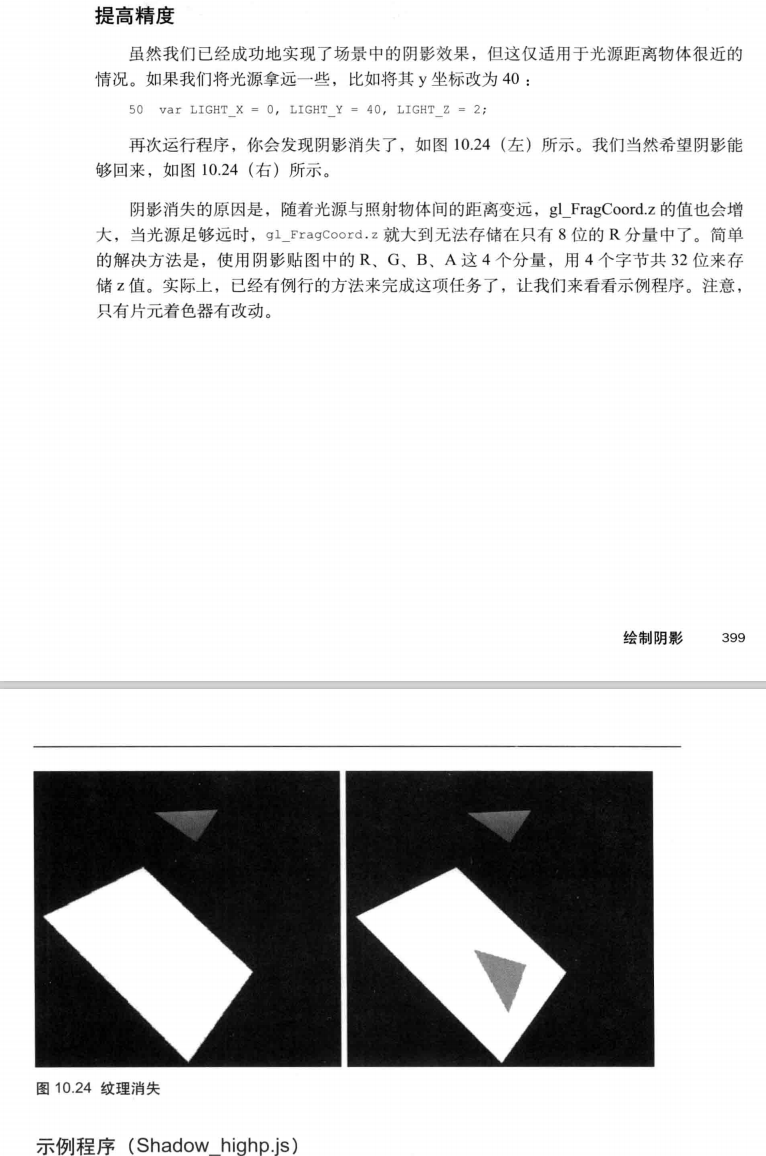 提高精度
虽然我们已经成功地实现了场景中的阴影效果，但这仅适用于光源距离物体很近的
情况。如果我们将光源拿远一些，比如将其 y 坐标改为 40：
50 var LIGHT_X = 0, LIGHT_Y = 40, LIGHT_Z = 2;
再次运行程序，你会发现阴影消失了，如图 10.24（左）所示。我们当然希望阴影能
够回来，如图 10.24（右）所示。
阴影消失的原因是，随着光源与照射物体间的距离变远，gl_FragCoord.z 的值也会增
大，当光源足够远时，gl_FragCoord.z 就大到无法存储在只有 8 位的 R 分量中了。简单
的解决方法是，使用阴影贴图中的 R、G、B、A 这 4 个分量，用 4 个字节共 32 位来存
储 z 值。实际上，已经有例行的方法来完成这项任务了，让我们来看看示例程序。注意，
只有片元着色器有改动。
绘制阴影 399
图 10.24 纹理消失
示例程序（Shadow_highp.js）